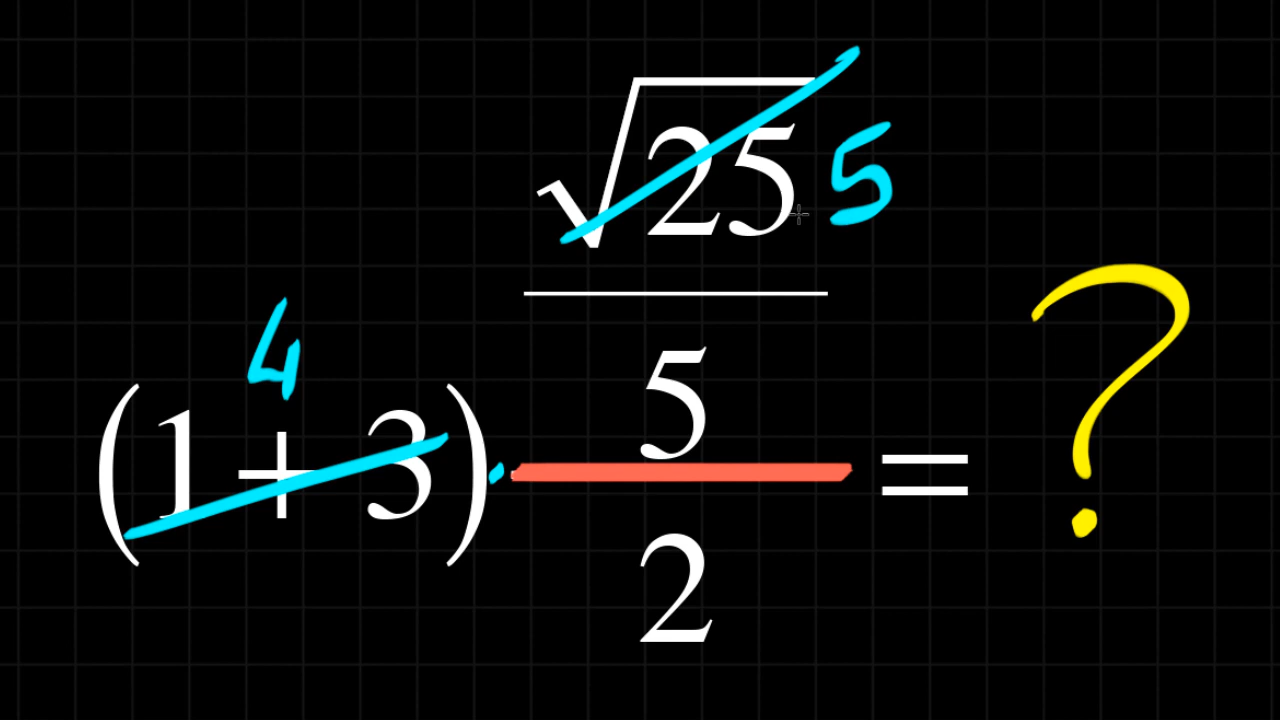 √25 5
4
5
(1 + 3) · = ?
2